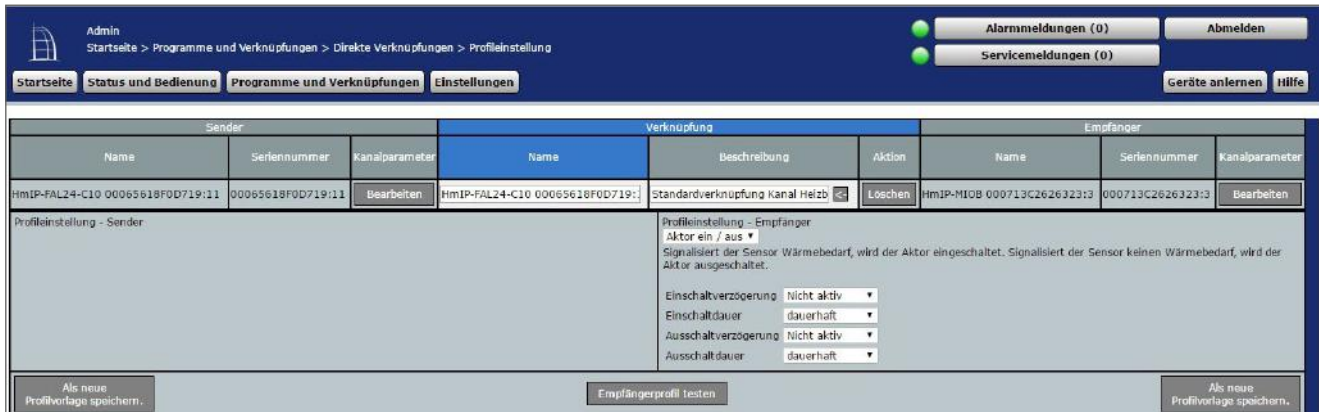 Admin
Alarmmeldungen (0)
Abmelden
Startseite > Programme und Verknüpfungen > Direkte Verknüpfungen > Profileinstellung
Servicemeldungen (0)
Startseite
Status und Bedienung
Programme und Verknüpfungen
Einstellungen
Geräte anlernen
Hilfe
Sender
Verknüpfung
Empfänger
Name
Seriennummer
Kanalparameter
Name
Beschreibung
Aktion
Name
Seriennummer
Kanalparameter
HmIP-FAL24-C10 00065618F0D719:11
00065618F0D719:11
Bearbeiten
HmIP-FAL24-C10 00065618F0D719:
Standardverknüpfung Kanal Heizb
<-
Löschen
HmIP-MIOB 000713C2626323:3
000713C2626323:3
Bearbeiten
Profileinstellung - Sender
Profileinstellung - Empfänger
Aktor ein / aus
Signalisiert der Sensor Wärmebedarf, wird der Aktor eingeschaltet. Signalisiert der Sensor keinen Wärmebedarf, wird der
Aktor ausgeschaltet.
Einschaltverzögerung Nicht aktiv
Einschaltdauer dauerhaft
Ausschaltverzögerung Nicht aktiv
Ausschaltdauer dauerhaft
Als neue
Profilvorlage speichern.
Empfängerprofil testen
Als neue
Profilvorlage speichern.